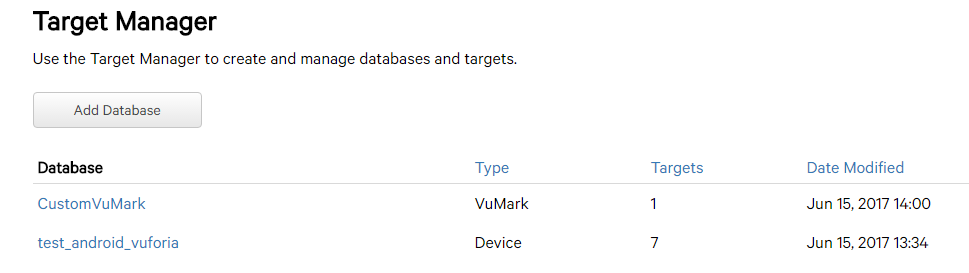 Target Manager
Use the Target Manager to create and manage databases and targets.
Add Database
Database Type Targets Date Modified
CustomVuMark VuMark 1 Jun 15, 2017 14:00
test_android_vuforia Device 7 Jun 15, 2017 13:34